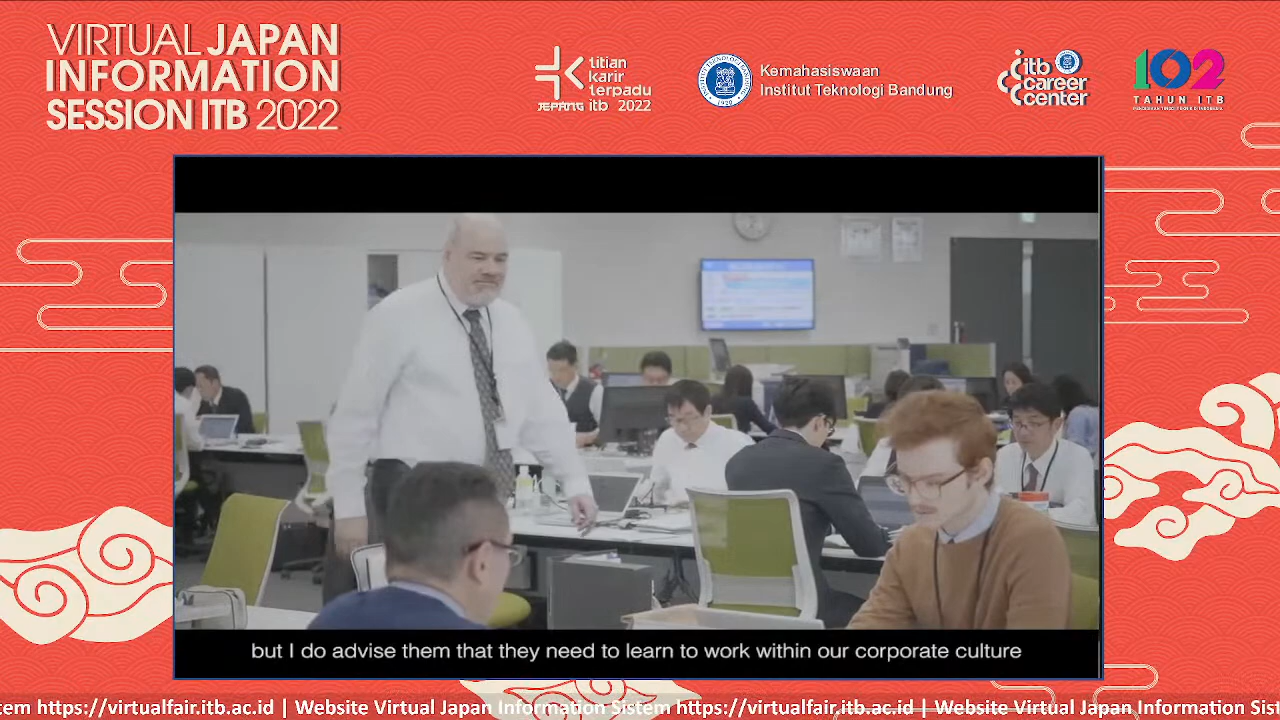 VIRTUAL JAPAN
INFORMATION
SESSION ITB 2022
titian
karir
terpadu
JEPANG itb 2022
Kemahasiswaan
Institut Teknologi Bandung
itb
career
center
102
TAHUN ITB
but I do advise them that they need to learn to work within our corporate culture
tem https://virtualfair.itb.ac.id | Website Virtual Japan Information Sistem https://virtualfair.itb.ac.id | Website Virtual Japan Information Sist